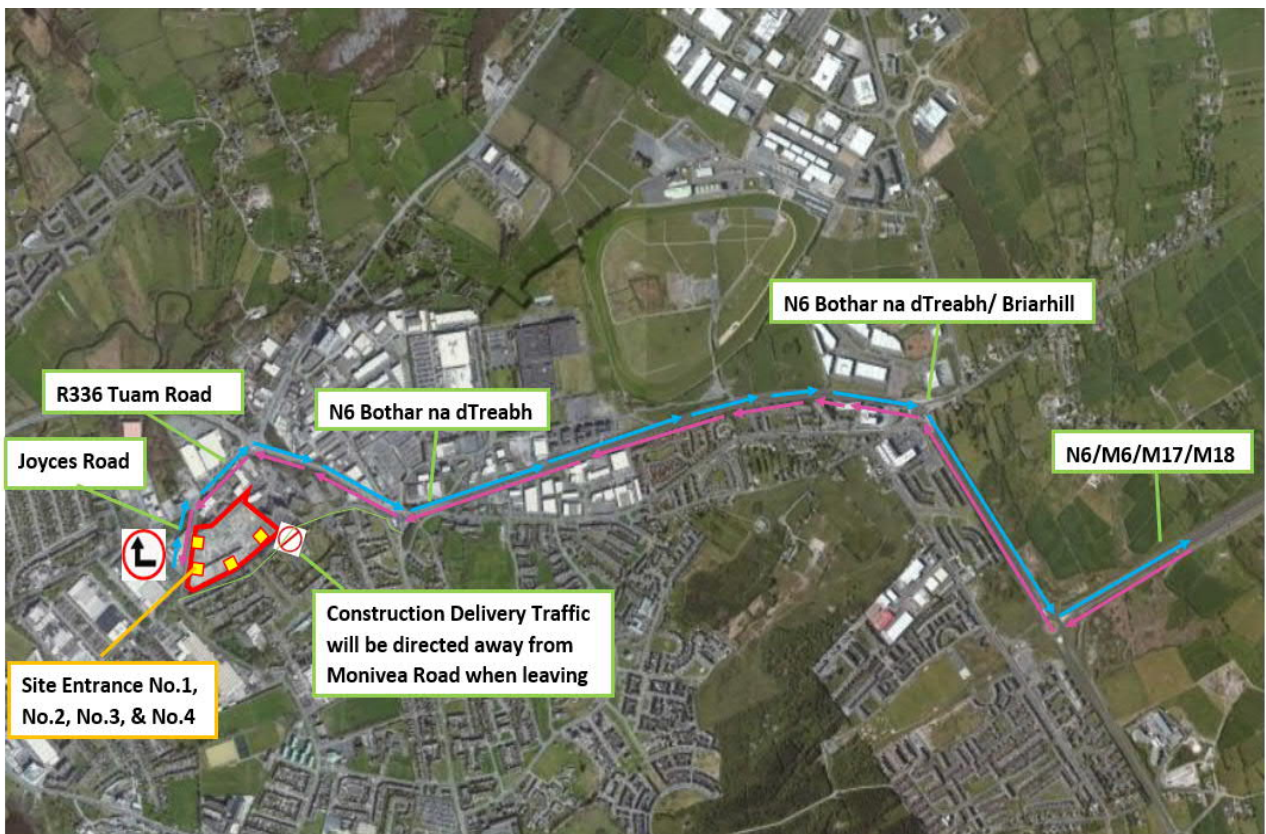 N6 Bothar na dTreabh/ Briarhill
R336 Tuam Road
N6 Bothar na dTreabh
Joyces Road
N6/M6/M17/M18
Construction Delivery Traffic
will be directed away from
Monivea Road when leaving
Site Entrance No.1,
No.2, No.3, & No.4